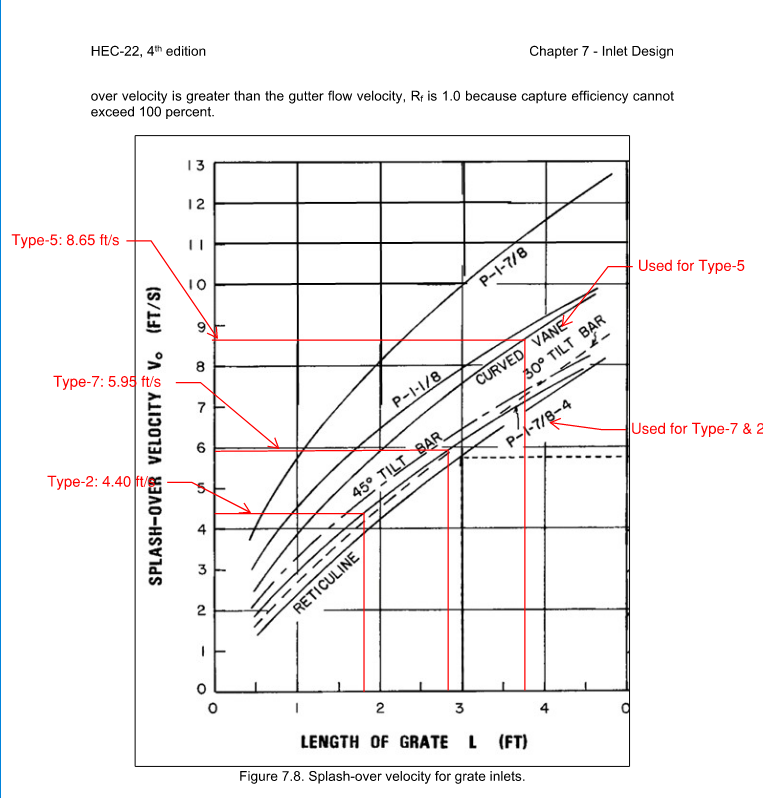 HEC-22, 4th edition Chapter 7 - Inlet Design
over velocity is greater than the gutter flow velocity, Rf is 1.0 because capture efficiency cannot
exceed 100 percent.
13
12
11
10
9
8
7
6
5
4
3
2
1
0
SPLASH-OVER VELOCITY Vo (FT/S)
Type-5: 8.65 ft/s
Type-7: 5.95 ft/s
Type-2: 4.40 ft/s
P-1-7/8
Used for Type-5
P-1-1/8
CURVED VANE
30° TILT BAR
45° TILT BAR
P-1-7/8-4
Used for Type-7 & 2
RETICULINE
0 1 2 3 4 0
LENGTH OF GRATE L (FT)
Figure 7.8. Splash-over velocity for grate inlets.